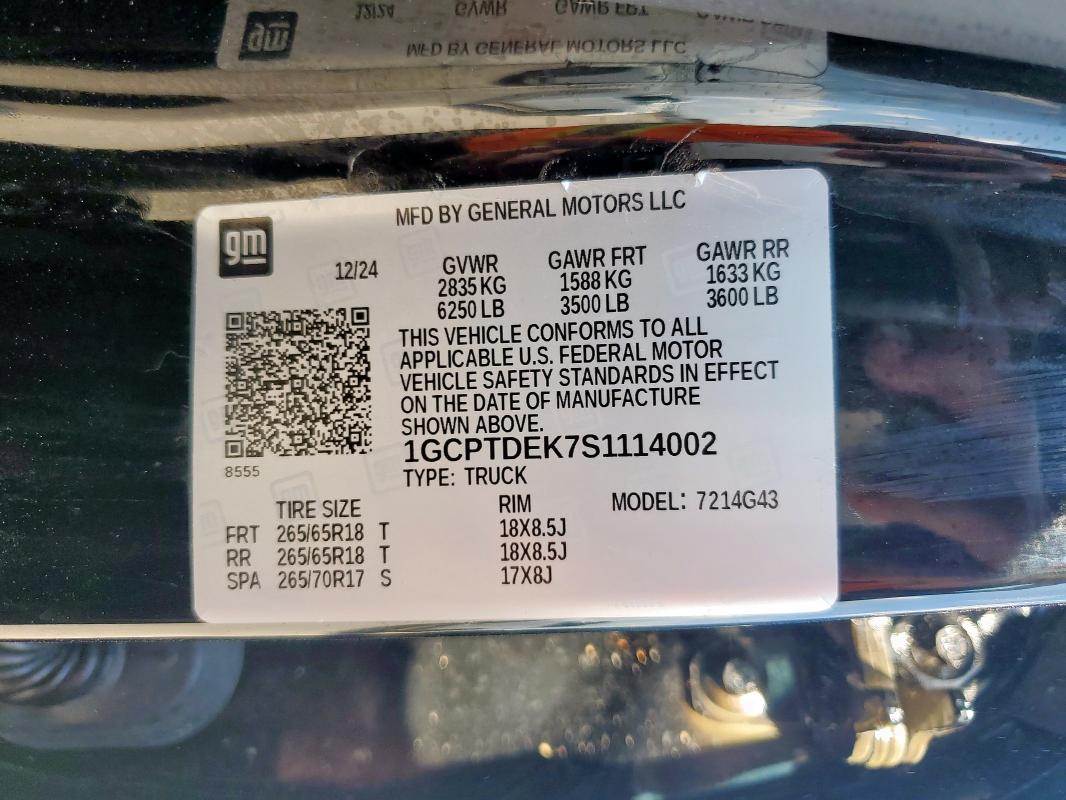 MFD BY GENERAL MOTORS LLC
gm
12/24 GVWR GAWR FRT GAWR RR
2835 KG 1588 KG 1633 KG
6250 LB 3500 LB 3600 LB
THIS VEHICLE CONFORMS TO ALL
APPLICABLE U.S. FEDERAL MOTOR
VEHICLE SAFETY STANDARDS IN EFFECT
ON THE DATE OF MANUFACTURE
SHOWN ABOVE.
8555
1GCPTDEK7S1114002
TYPE: TRUCK
TIRE SIZE RIM MODEL: 7214G43
FRT 265/65R18 T 18X8.5J
RR 265/65R18 T 18X8.5J
SPA 265/70R17 S 17X8J